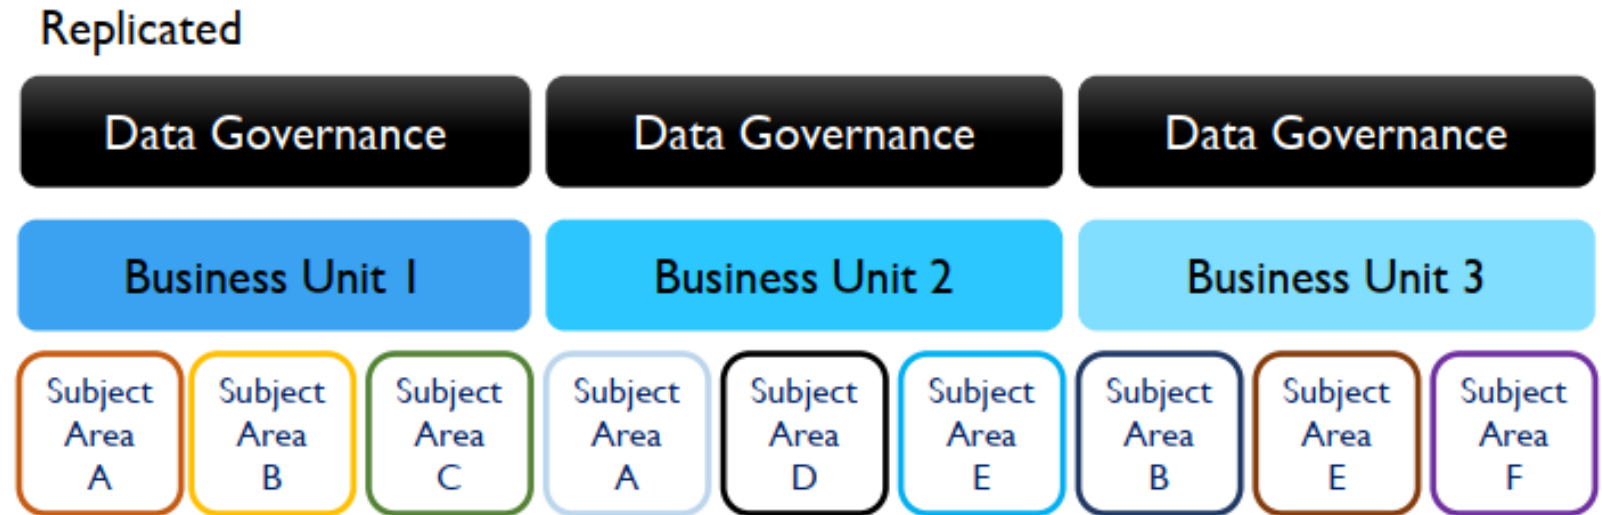 Replicated
Data Governance
Data Governance
Data Governance
Business Unit 1
Business Unit 2
Business Unit 3
Subject
Area
A
Subject
Area
B
Subject
Area
C
Subject
Area
A
Subject
Area
D
Subject
Area
E
Subject
Area
B
Subject
Area
E
Subject
Area
F